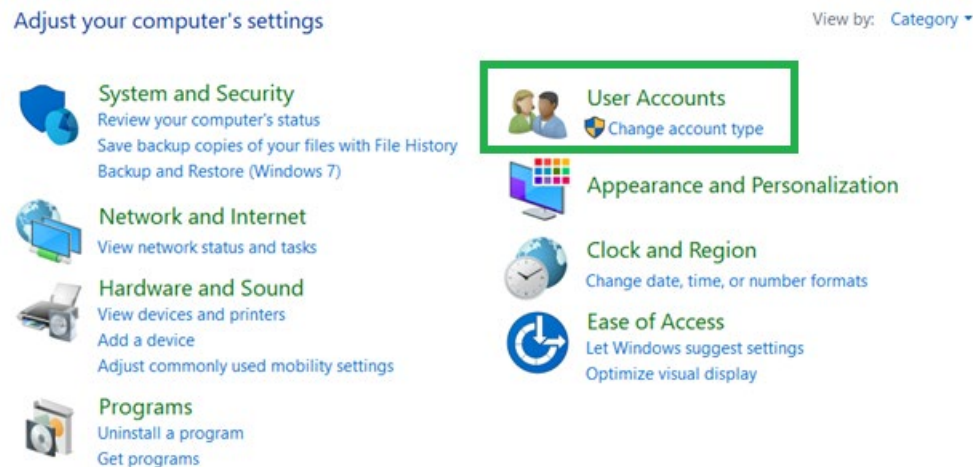 Adjust your computer's settings
View by: Category
System and Security
Review your computer's status
Save backup copies of your files with File History
Backup and Restore (Windows 7)
Network and Internet
View network status and tasks
Hardware and Sound
View devices and printers
Add a device
Adjust commonly used mobility settings
Programs
Uninstall a program
Get programs
User Accounts
Change account type
Appearance and Personalization
Clock and Region
Change date, time, or number formats
Ease of Access
Let Windows suggest settings
Optimize visual display